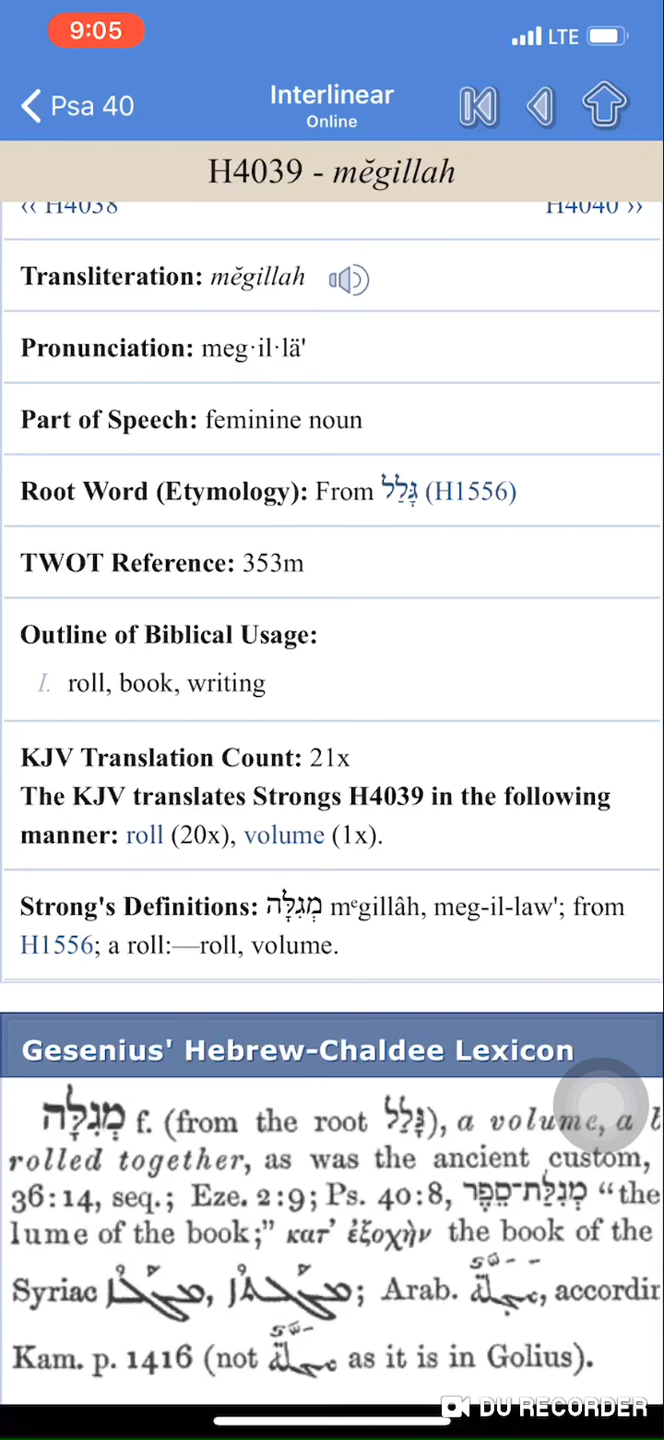 9:05
LTE
Psa 40
Interlinear
Online
H4039 - mĕgillah
‹‹ H4038 H4040 ››
Transliteration: mĕgillah
Pronunciation: meg·il·lä'
Part of Speech: feminine noun
Root Word (Etymology): From גָּלַל (H1556)
TWOT Reference: 353m
Outline of Biblical Usage:
I. roll, book, writing
KJV Translation Count: 21x
The KJV translates Strongs H4039 in the following
manner: roll (20x), volume (1x).
Strong's Definitions: מְגִלָּה mᵉgillâh, meg-il-law'; from
H1556; a roll:—roll, volume.
Gesenius' Hebrew-Chaldee Lexicon
מְגִלָּה f. (from the root גָּלַל), a volume, a
rolled together, as was the ancient custom,
36:14, seq.; Eze. 2:9; Ps. 40:8, מְגִלַּת־סֵפֶר “the
lume of the book;” κατ’ ἐξοχὴν the book of the
Syriac ; Arab.
Kam. p. 1416 (not as it is in Golius).
DU RECORDER